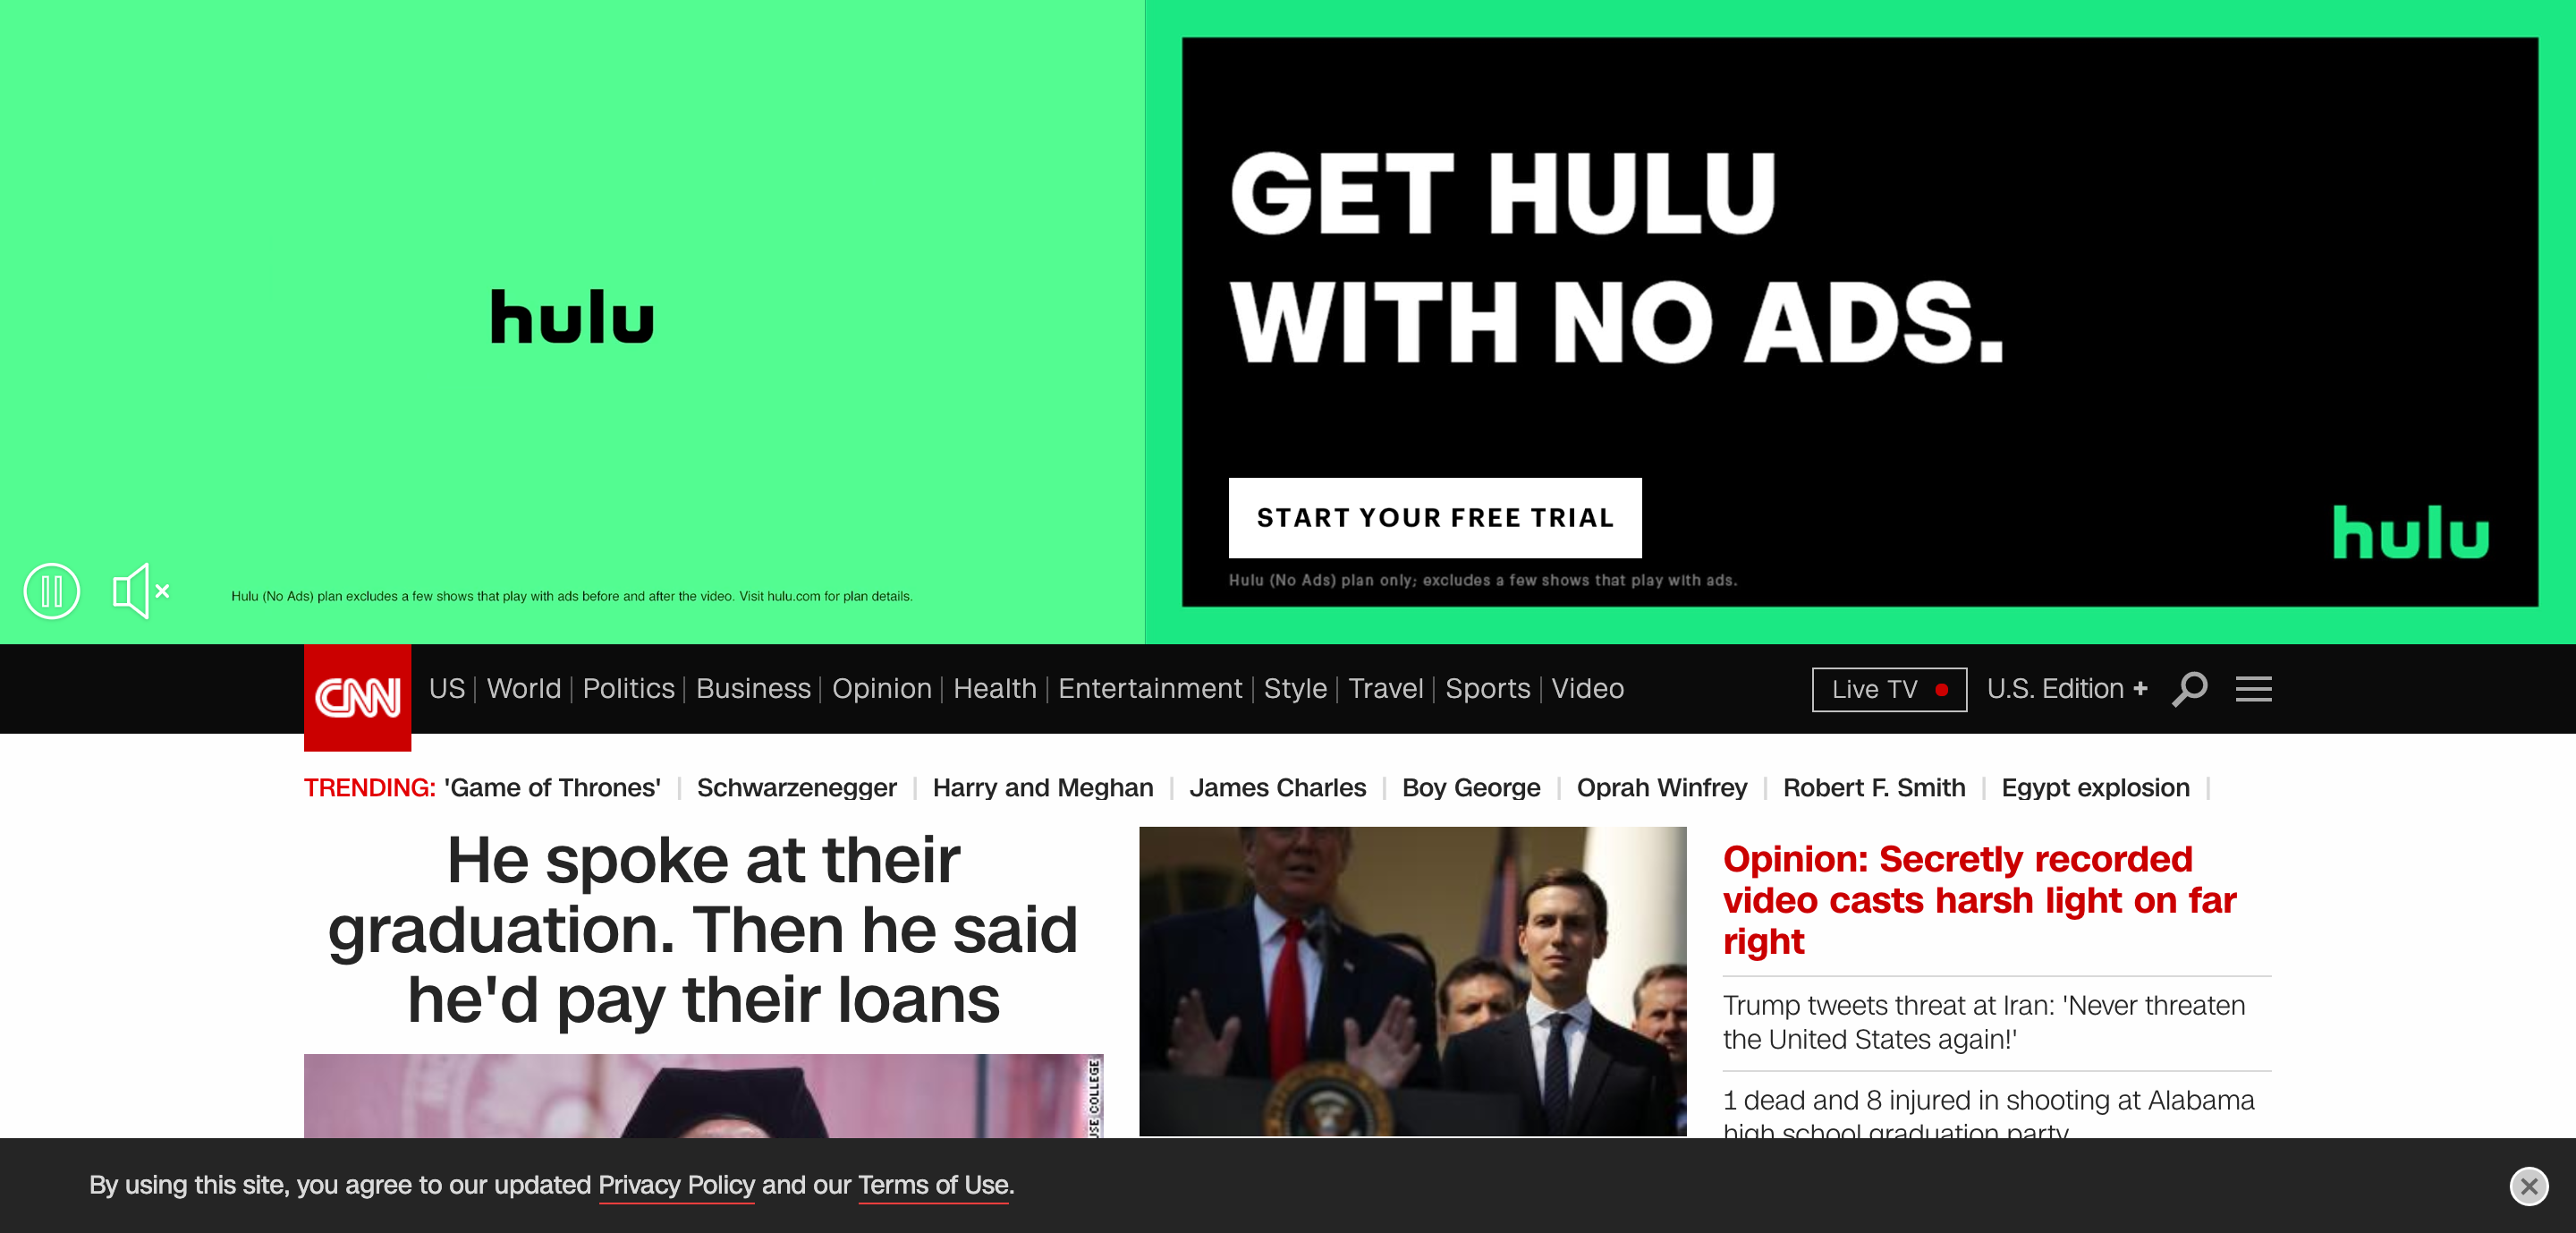 hulu
Hulu (No Ads) plan excludes a few shows that play with ads before and after the video. Visit hulu.com for plan details.
GET HULU
WITH NO ADS.
START YOUR FREE TRIAL
Hulu (No Ads) plan only; excludes a few shows that play with ads.
hulu
CNN
US | World | Politics | Business | Opinion | Health | Entertainment | Style | Travel | Sports | Video
Live TV
U.S. Edition +
TRENDING: 'Game of Thrones' | Schwarzenegger | Harry and Meghan | James Charles | Boy George | Oprah Winfrey | Robert F. Smith | Egypt explosion |
He spoke at their
graduation. Then he said
he'd pay their loans
USE COLLEGE
Opinion: Secretly recorded
video casts harsh light on far
right
Trump tweets threat at Iran: 'Never threaten
the United States again!'
1 dead and 8 injured in shooting at Alabama
high school graduation party
By using this site, you agree to our updated Privacy Policy and our Terms of Use.